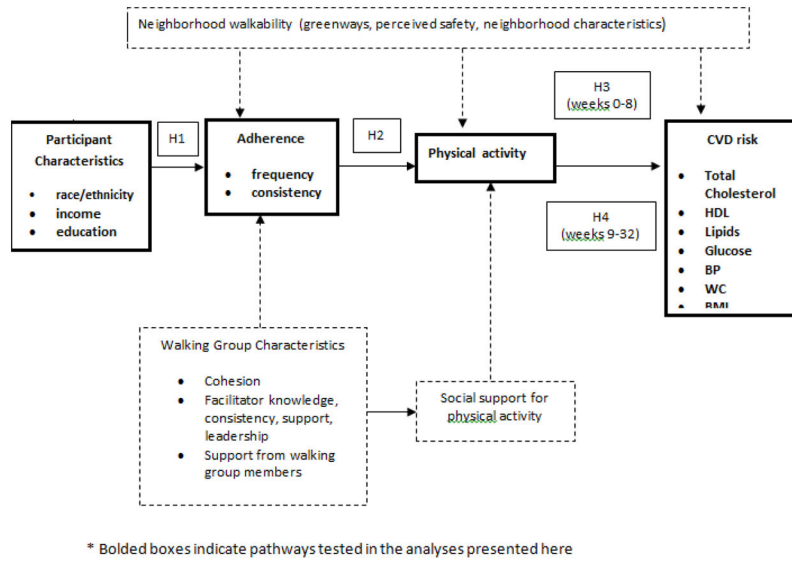 Neighborhood walkability (greenways, perceived safety, neighborhood characteristics)
H3
(weeks 0-8)
Participant
Characteristics
• race/ethnicity
• income
• education
H1
Adherence
• frequency
• consistency
H2
Physical activity
H4
(weeks 9-32)
CVD risk
• Total
Cholesterol
• HDL
• Lipids
• Glucose
• BP
• WC
• BMI
Walking Group Characteristics
• Cohesion
• Facilitator knowledge,
consistency, support,
leadership
• Support from walking
group members
Social support for
physical activity
* Bolded boxes indicate pathways tested in the analyses presented here